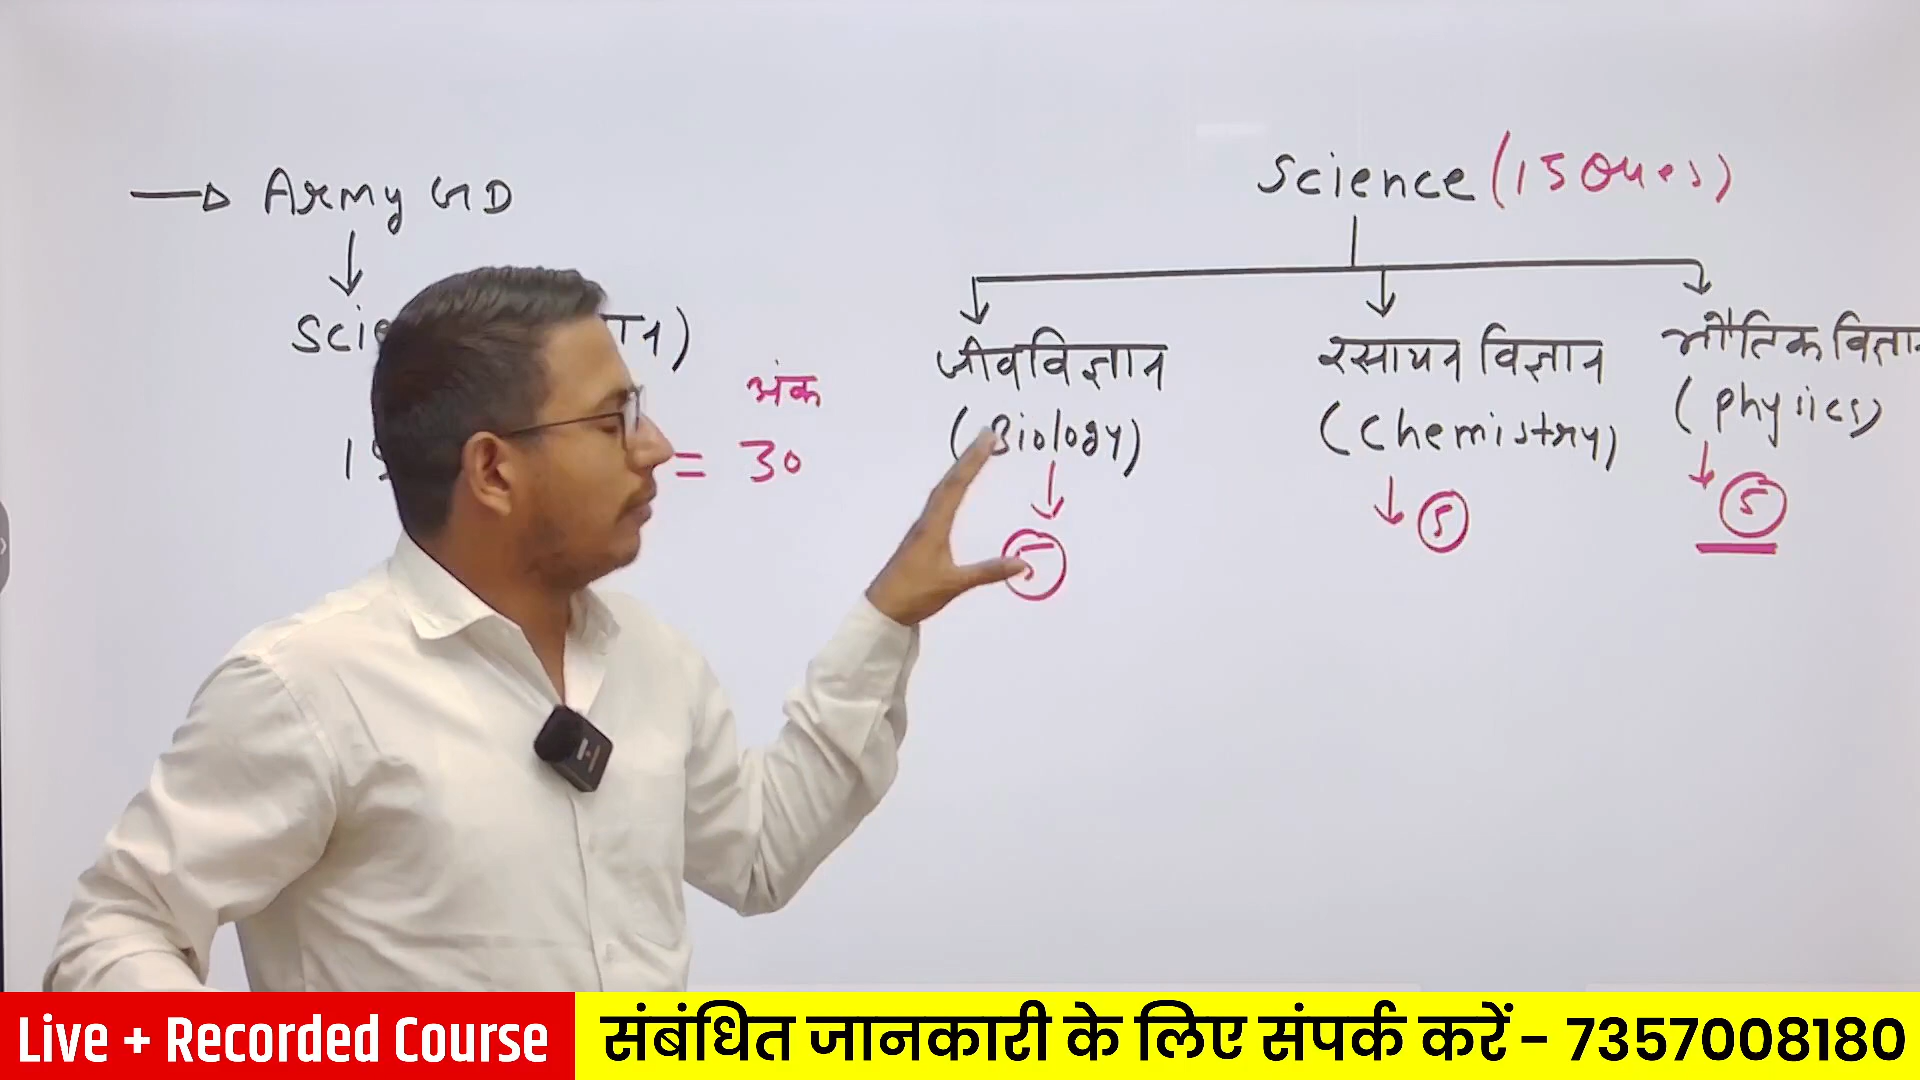 Army GD
Science (15 Ques)
जीवविज्ञान
रसायन विज्ञान
भौतिक
(Biology)
(Chemistry)
(Physics)
अंक
= 30
5
5
5
Live + Recorded Course
संबंधित जानकारी के लिए संपर्क करें – 7357008180